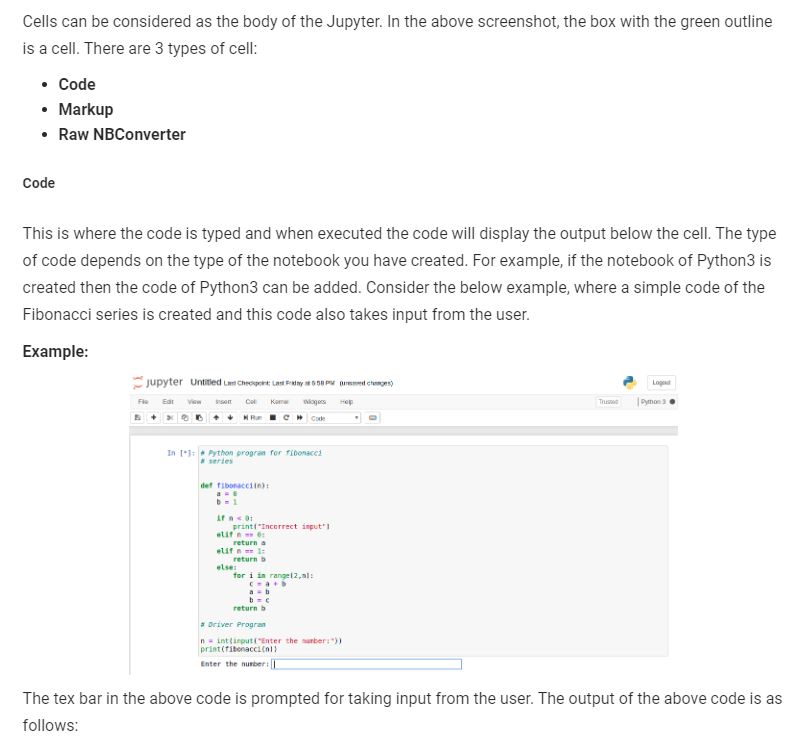 Cells can be considered as the body of the Jupyter. In the above screenshot, the box with the green outline
is a cell. There are 3 types of cell:
• Code
• Markup
• Raw NBConverter
Code
This is where the code is typed and when executed the code will display the output below the cell. The type
of code depends on the type of the notebook you have created. For example, if the notebook of Python3 is
created then the code of Python3 can be added. Consider the below example, where a simple code of the
Fibonacci series is created and this code also takes input from the user.
Example:
jupyter Untitled Last Checkpoint: Last Friday at 6:58 PM (unsaved changes)
Logout
File Edit View Insert Cell Kernel Widgets Help
Trusted Python 3
Run Code
In [*]: # Python program for fibonacci
# series
def fibonacci(n):
a = 0
b = 1
if n < 0:
print("Incorrect input")
elif n == 0:
return a
elif n == 1:
return b
else:
for i in range(2,n):
c = a + b
a = b
b = c
return b
# Driver Program
n = int(input("Enter the number:"))
print(fibonacci(n))
Enter the number:
The tex bar in the above code is prompted for taking input from the user. The output of the above code is as
follows: